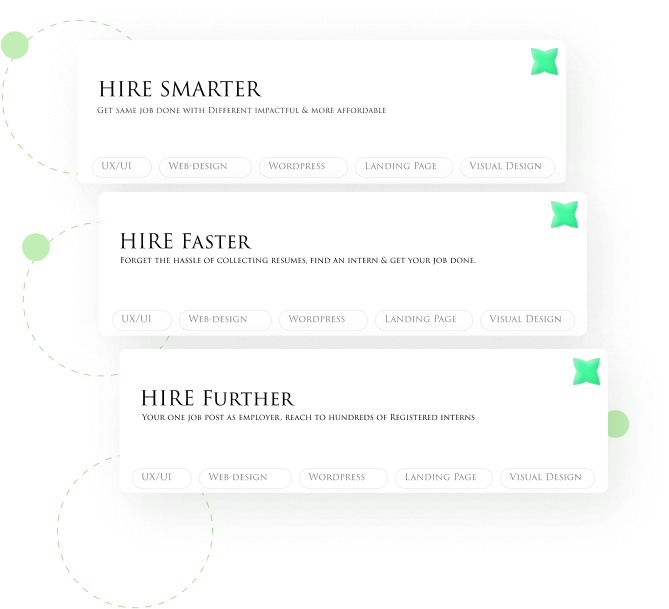 HIRE SMARTER
Get same job done with Different impactful & more affordable
UX/UI Web-design Wordpress Landing Page Visual Design
HIRE Faster
Forget the hassle of collecting resumes, find an intern & get your job done.
UX/UI Web-design Wordpress Landing Page Visual Design
HIRE Further
Your one job post as employer, reach to hundreds of Registered interns
UX/UI Web-design Wordpress Landing Page Visual Design